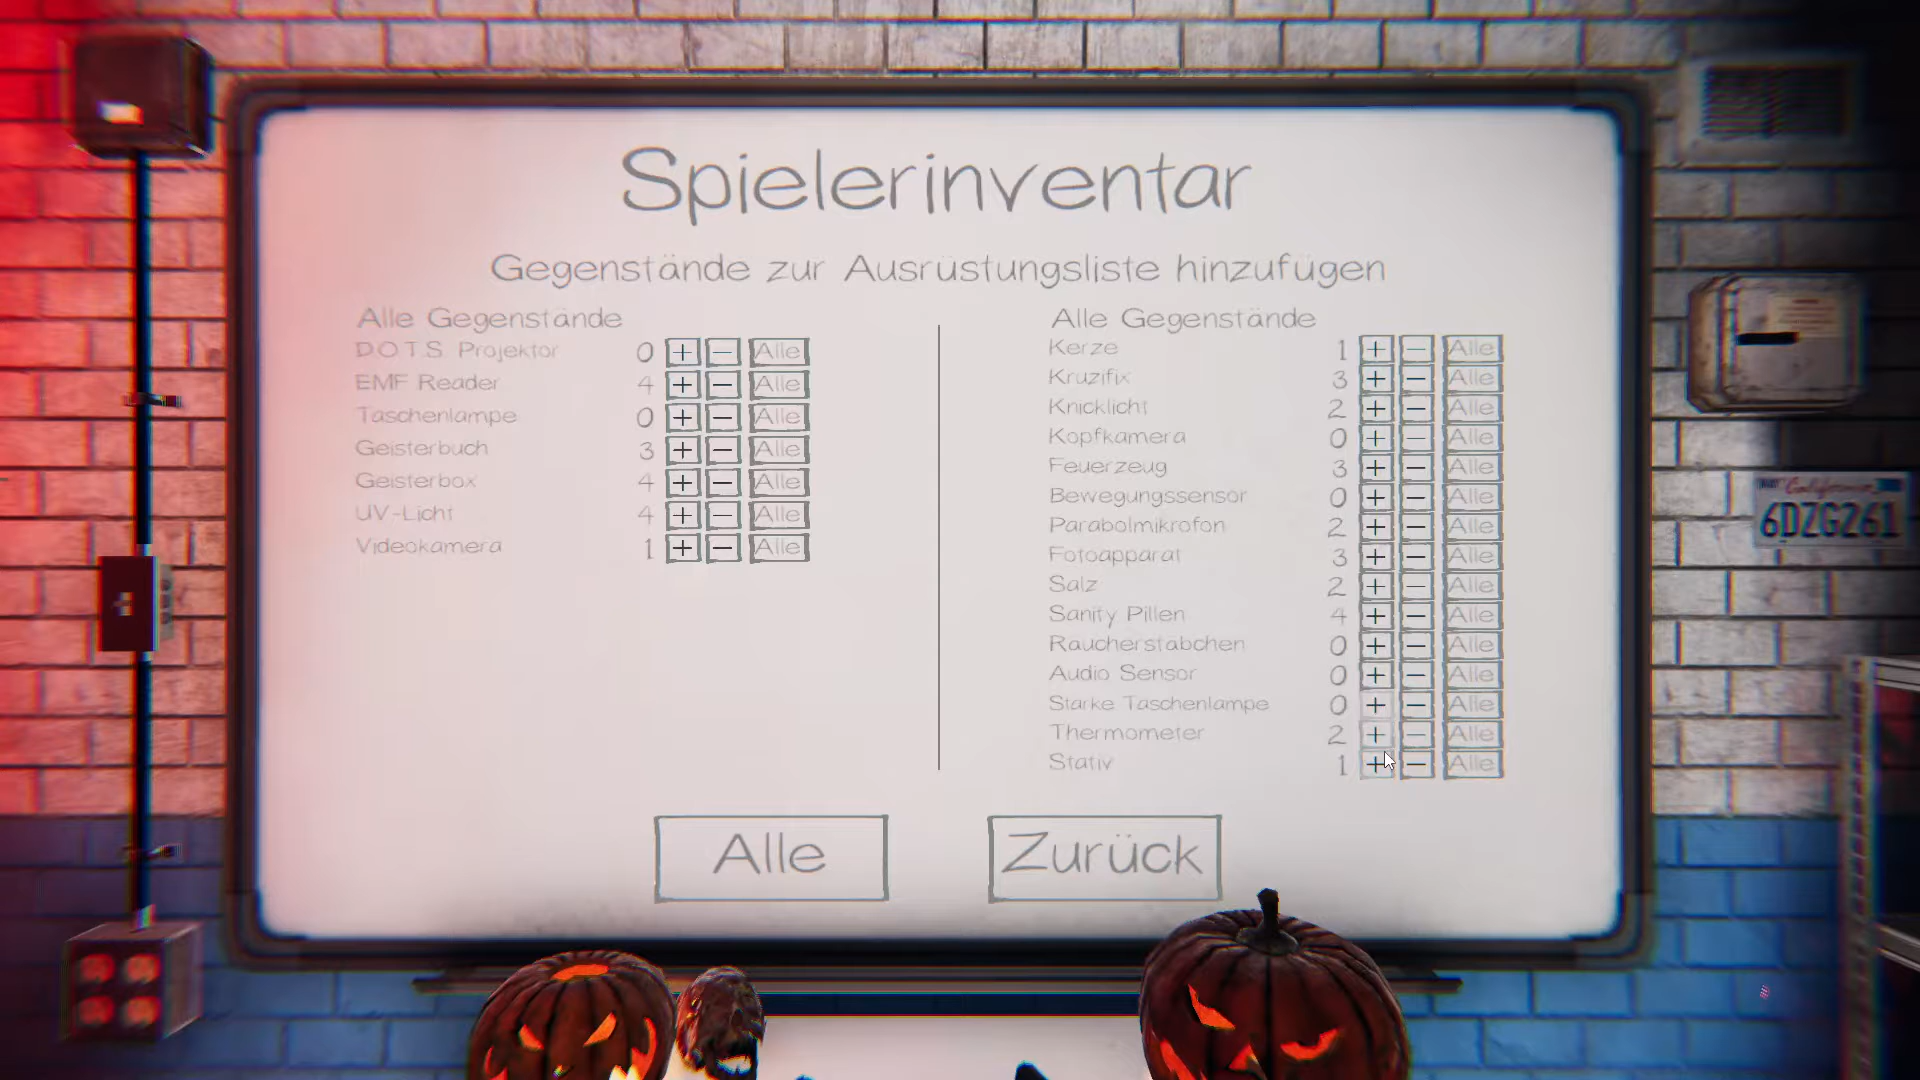 Spielerinventar
Gegenstände zur Ausrüstungsliste hinzufügen
Alle Gegenstände
D.O.T.S. Projektor 0 + - Alle
EMF Reader 4 + - Alle
Taschenlampe 0 + - Alle
Geisterbuch 3 + - Alle
Geisterbox 4 + - Alle
UV-Licht 4 + - Alle
Videokamera 1 + - Alle
Alle Gegenstände
Kerze 1 + - Alle
Kruzifix 3 + - Alle
Knicklicht 2 + - Alle
Kopfkamera 0 + - Alle
Feuerzeug 3 + - Alle
Bewegungssensor 0 + - Alle
Parabolmikrofon 2 + - Alle
Fotoapparat 3 + - Alle
Salz 2 + - Alle
Sanity Pillen 4 + - Alle
Räucherstäbchen 0 + - Alle
Audio Sensor 0 + - Alle
Starke Taschenlampe 0 + - Alle
Thermometer 2 + - Alle
Stativ 1 + - Alle
Alle
Zurück
California
6DZG261